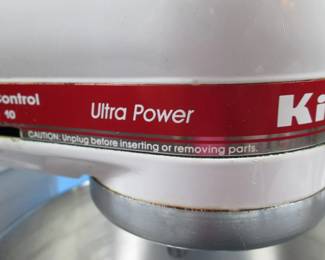 Control
10
Ultra Power
Ki
CAUTION: Unplug before inserting or removing parts.